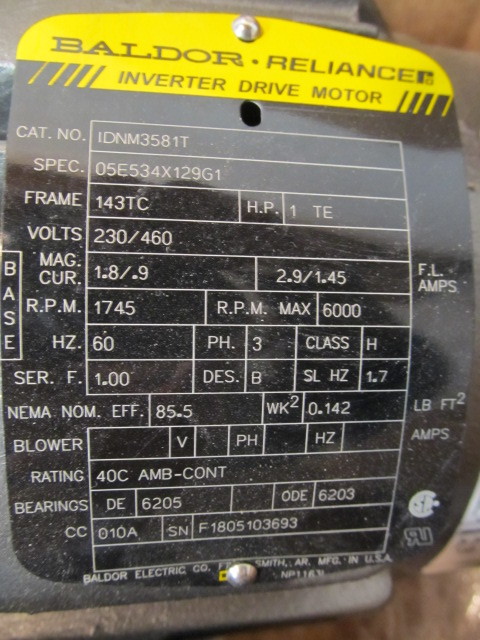 BALDOR • RELIANCE
INVERTER DRIVE MOTOR
CAT. NO. IDNM3581T
SPEC. 05E534X129G1
FRAME 143TC H.P. 1 TE
VOLTS 230/460
MAG. CUR. 1.8/.9 2.9/1.45 F.L. AMPS
BASE
R.P.M. 1745 R.P.M. MAX 6000
HZ. 60 PH. 3 CLASS H
SER. F. 1.00 DES. B SL HZ 1.7
NEMA NOM. EFF. 85.5 WK² 0.142 LB FT²
BLOWER V PH HZ AMPS
RATING 40C AMB-CONT
BEARINGS DE 6205 ODE 6203
CC 010A SN F1805103693
BALDOR ELECTRIC CO. SMITH, AR. MFG. IN U.S.A.